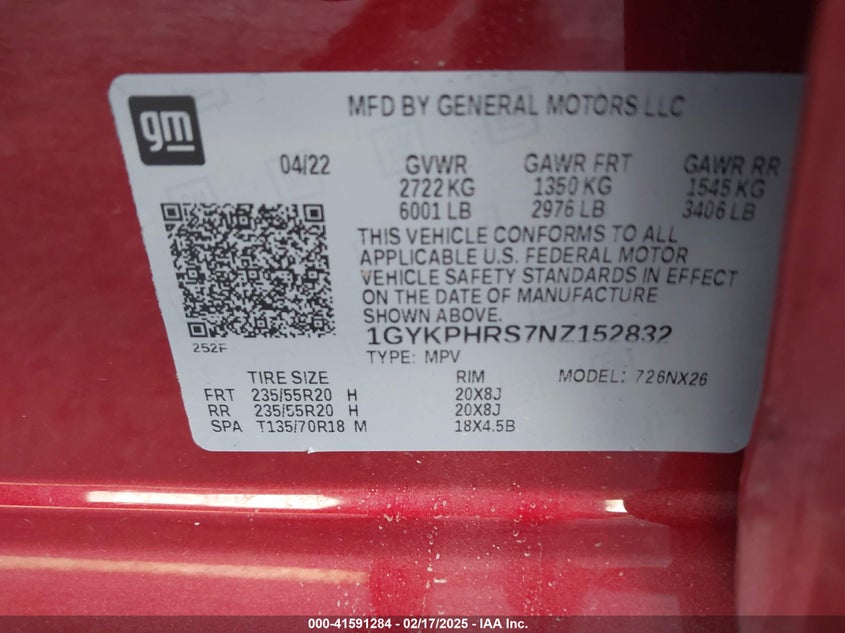 gm
MFD BY GENERAL MOTORS LLC
04/22 GVWR GAWR FRT GAWR RR
2722 KG 1350 KG 1545 KG
6001 LB 2976 LB 3406 LB
THIS VEHICLE CONFORMS TO ALL
APPLICABLE U.S. FEDERAL MOTOR
VEHICLE SAFETY STANDARDS IN EFFECT
ON THE DATE OF MANUFACTURE
SHOWN ABOVE.
1GYKPHRS7NZ152832
252F
TYPE: MPV
TIRE SIZE RIM MODEL: 726NX26
FRT 235/55R20 H 20X8J
RR 235/55R20 H 20X8J
SPA T135/70R18 M 18X4.5B
000-41591284 - 02/17/2025 - IAA Inc.